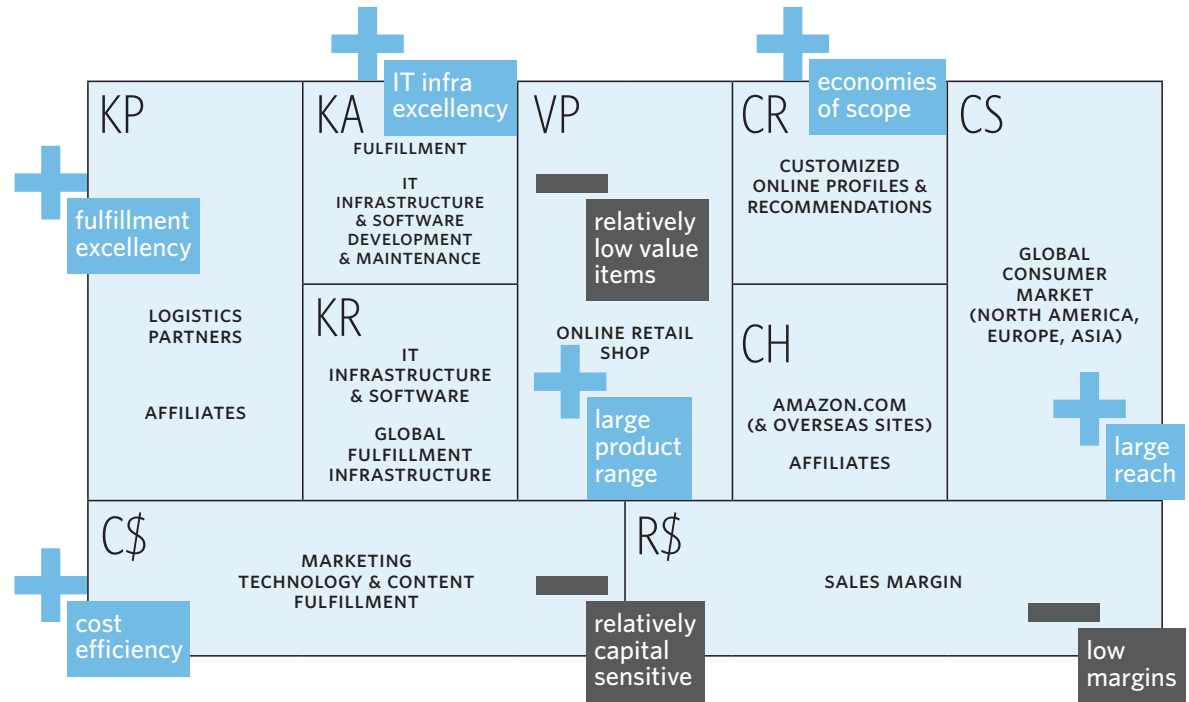 KP
fulfillment
excellency
LOGISTICS
PARTNERS
AFFILIATES
KA
IT infra
excellency
FULFILLMENT
IT
INFRASTRUCTURE
& SOFTWARE
DEVELOPMENT
& MAINTENANCE
KR
IT
INFRASTRUCTURE
& SOFTWARE
GLOBAL
FULFILLMENT
INFRASTRUCTURE
VP
relatively
low value
items
ONLINE RETAIL
SHOP
large
product
range
CR
economies
of scope
CUSTOMIZED
ONLINE PROFILES &
RECOMMENDATIONS
CH
AMAZON.COM
(& OVERSEAS SITES)
AFFILIATES
CS
GLOBAL
CONSUMER
MARKET
(NORTH AMERICA,
EUROPE, ASIA)
large
reach
C$
MARKETING
TECHNOLOGY & CONTENT
FULFILLMENT
cost
efficiency
relatively
capital
sensitive
R$
SALES MARGIN
low
margins